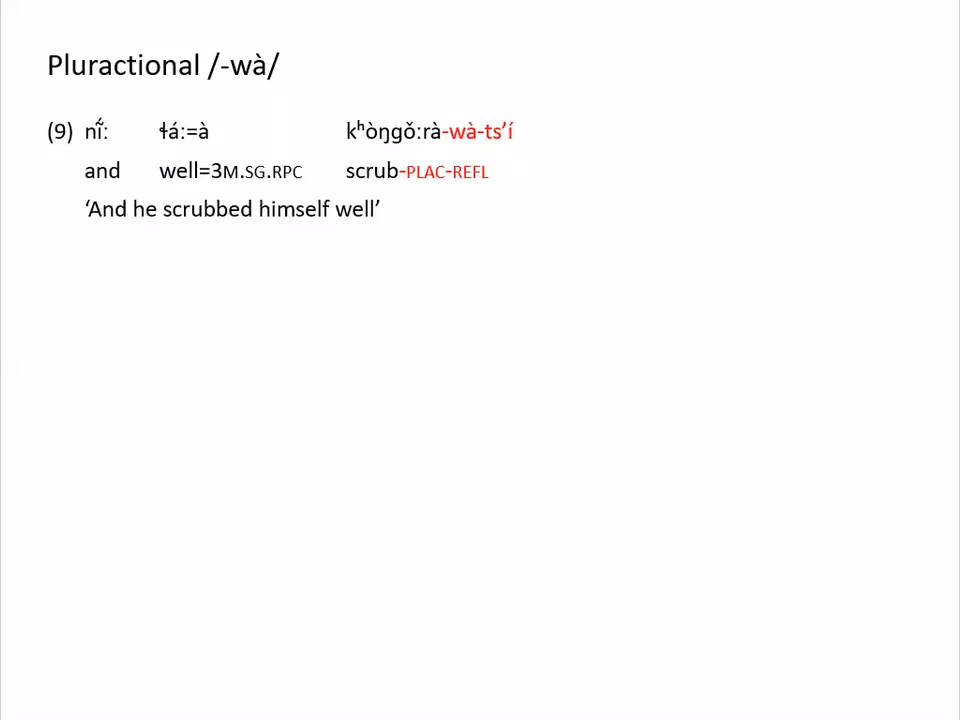 Pluractional /-wà/
(9) nĩ́ː ɬáː=à kʰòŋgǒːrà-wà-ts’í
and well=3M.SG.RPC scrub-PLAC-REFL
‘And he scrubbed himself well’